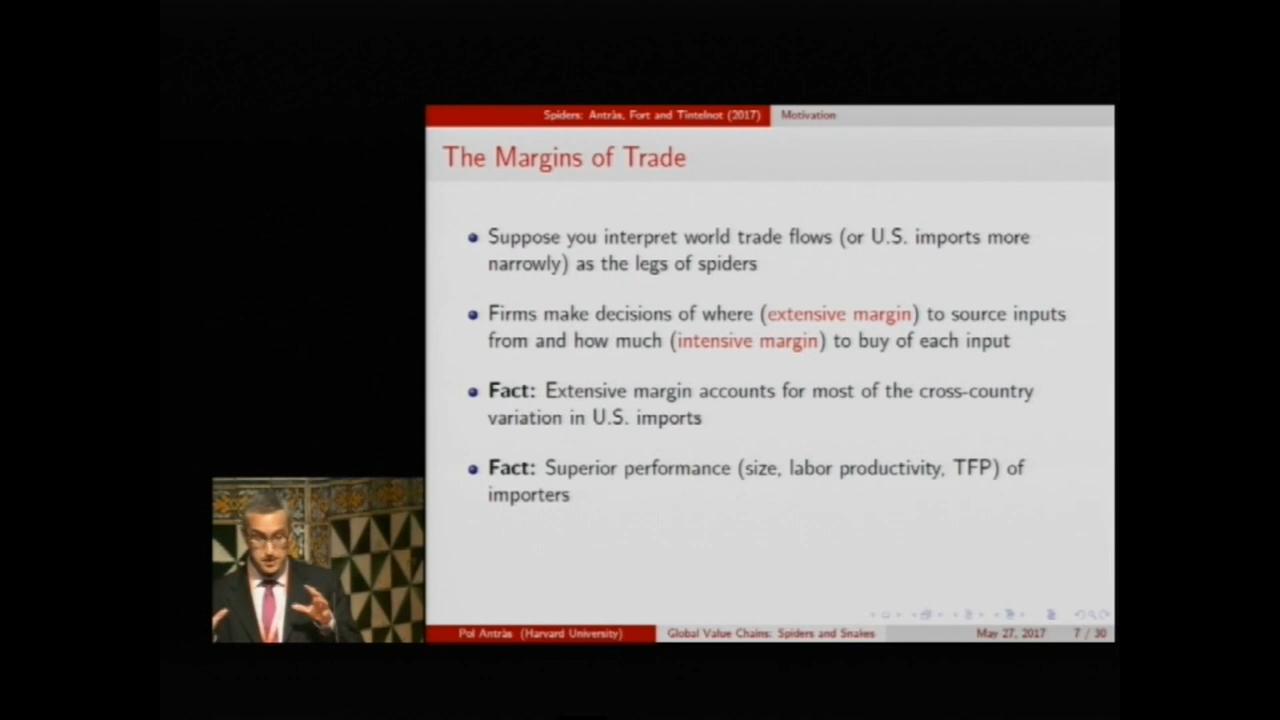 Spiders: Antràs, Fort and Tintelnot (2017) Motivation
The Margins of Trade
Suppose you interpret world trade flows (or U.S. imports more
narrowly) as the legs of spiders
Firms make decisions of where (extensive margin) to source inputs
from and how much (intensive margin) to buy of each input
Fact: Extensive margin accounts for most of the cross-country
variation in U.S. imports
Fact: Superior performance (size, labor productivity, TFP) of
importers
Pol Antràs (Harvard University) Global Value Chains: Spiders and Snakes May 27, 2017 7 / 30